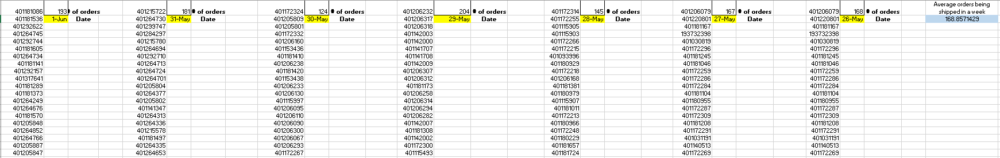 Average orders being
401181086 193 # of orders 401215722 181 # of orders 401172324 124 # of orders 401206232 204 # of orders 401172314 145 # of orders 401206079 167 # of orders 401206079 168 # of orders shipped in a week
401181536 1-Jun Date 401264730 31-May Date 401205809 30-May Date 401206317 29-May Date 401172255 28-May Date 401220801 27-May Date 401220801 26-May Date 168.8571429
401292622 401299747 401205801 401206318 401115905 401181167 401181167
401264745 401284297 401172332 401142003 401115903 193732398 193732398
401292744 401215780 401206160 401142000 401172266 401030819 401030819
401181605 401264694 401153436 401141707 401172215 401172296 401172296
401264734 401292710 401181410 401141708 401093996 401181245 401181245
401181141 401264713 401206238 401142009 401180929 401181046 401181046
401292157 401264724 401181420 401206307 401172218 401172259 401172259
401317641 401264701 401153438 401206312 401206168 401172286 401172286
401181289 401205804 401206233 401181173 401181381 401172284 401172284
401181373 401264377 401206130 401206258 401180979 401181104 401181104
401264249 401205802 401115997 401206314 401115907 401180955 401180955
401264676 401141347 401206095 401206294 401181011 401172287 401172287
401181570 401264313 401206110 401206282 401172213 401172309 401172309
401205848 401264336 401206090 401142007 401180966 401181208 401181208
401264852 401215578 401206300 401181308 401172248 401172291 401172291
401264766 401181497 401206067 401142002 401180229 401031191 401031191
401205887 401264335 401206293 401172300 401181657 401140513 401140513
401205847 401264653 401172267 401115493 401181724 401172269 401172269